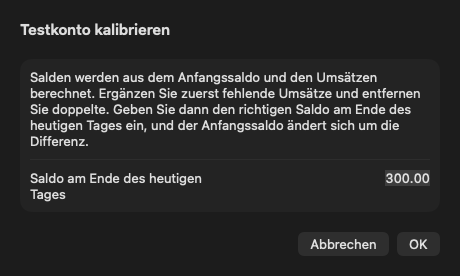 Testkonto kalibrieren
Salden werden aus dem Anfangssaldo und den Umsätzen
berechnet. Ergänzen Sie zuerst fehlende Umsätze und entfernen
Sie doppelte. Geben Sie dann den richtigen Saldo am Ende des
heutigen Tages ein, und der Anfangssaldo ändert sich um die
Differenz.
Saldo am Ende des heutigen
Tages
300.00
Abbrechen
OK